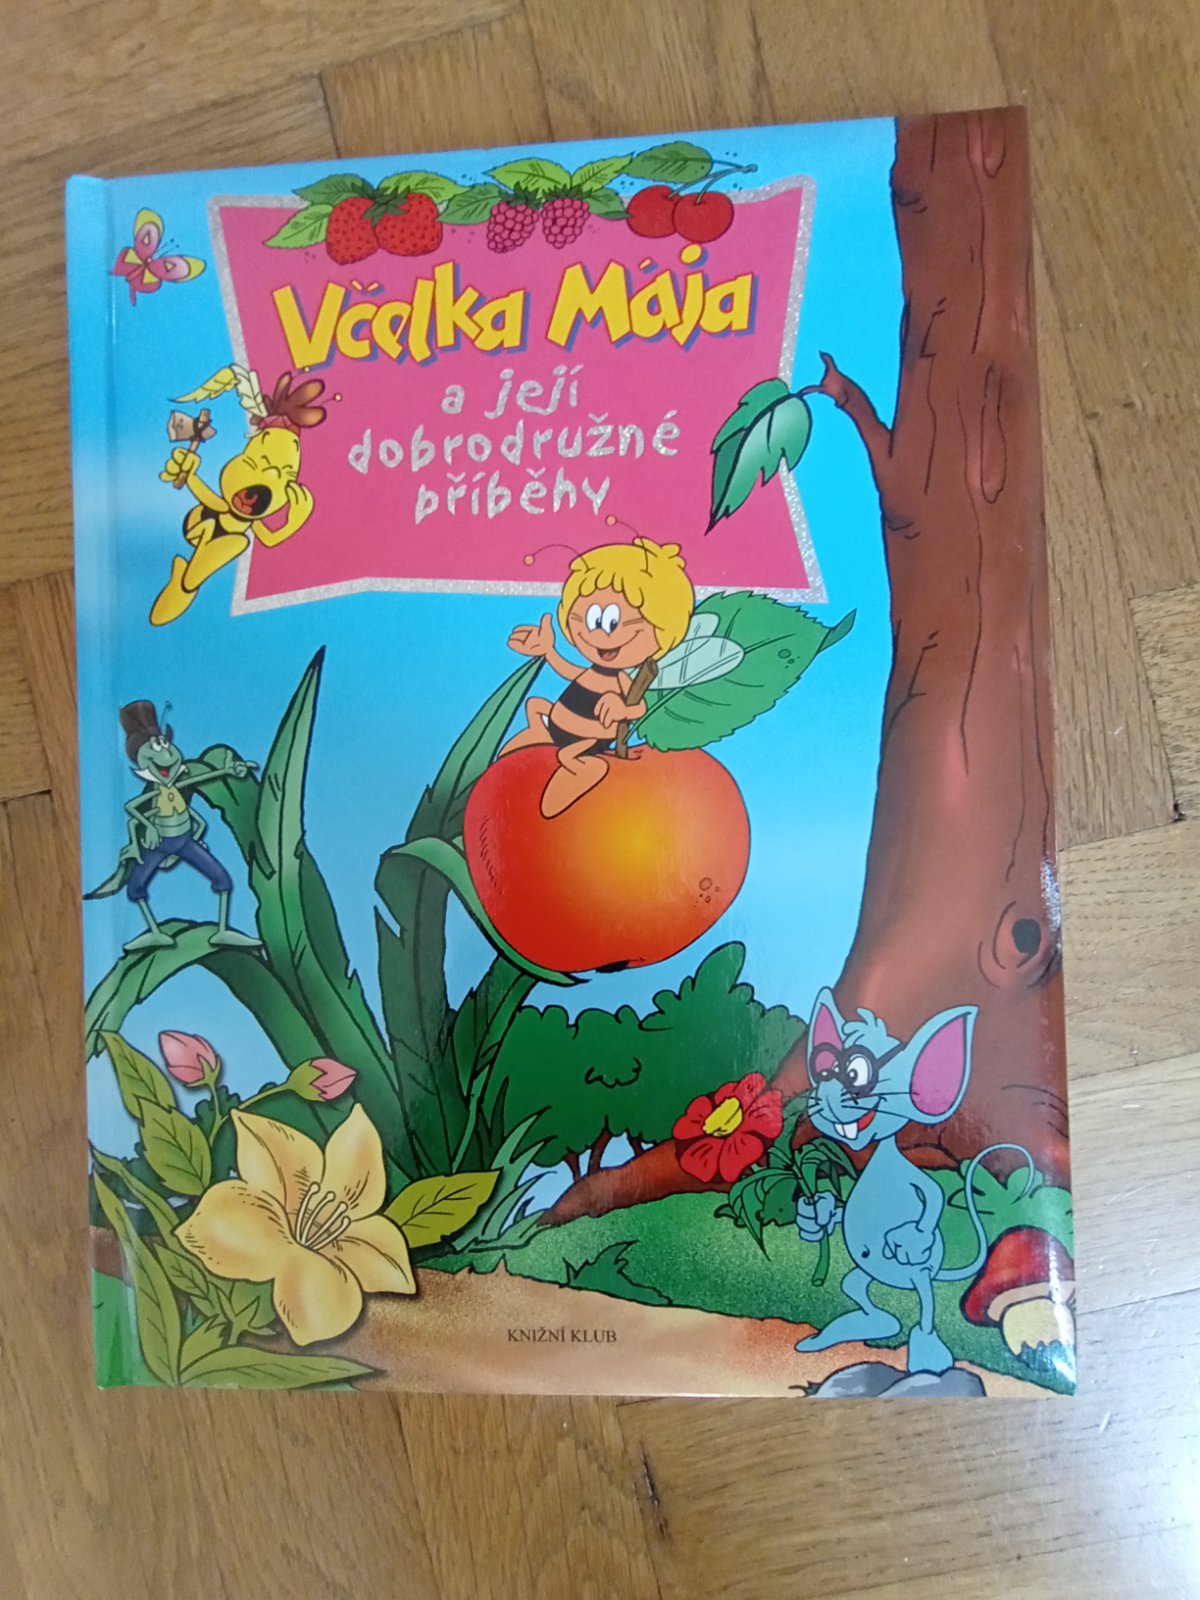 Včelka Mája
a její
dobrodružné
příběhy
KNIŽNÍ KLUB